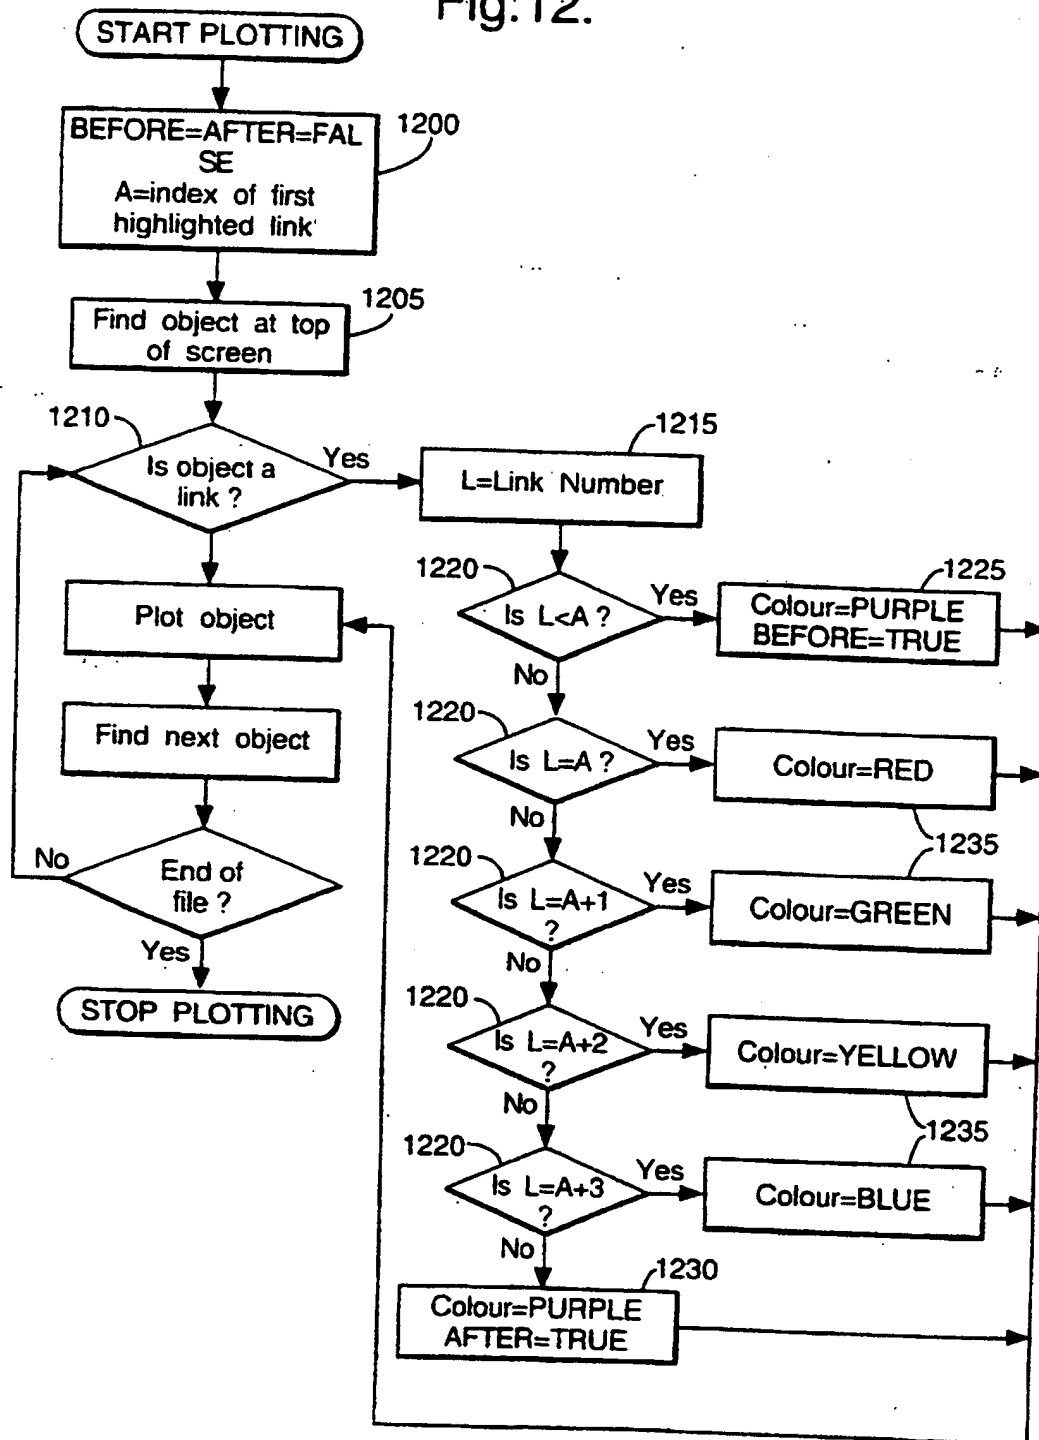 Fig:12.
START PLOTTING
BEFORE=AFTER=FAL
SE
A=index of first
highlighted link
1200
1205
Find object at top
of screen
1210
Is object a
link ?
Yes
1215
L=Link Number
Plot object
Find next object
End of
file ?
No
Yes
STOP PLOTTING
1220
Is L<A ?
Yes
No
1225
Colour=PURPLE
BEFORE=TRUE
1220
Is L=A ?
Yes
No
Colour=RED
1235
1220
Is L=A+1
?
Yes
No
Colour=GREEN
1220
Is L=A+2
?
Yes
No
Colour=YELLOW
1235
1220
Is L=A+3
?
Yes
No
Colour=BLUE
1230
Colour=PURPLE
AFTER=TRUE